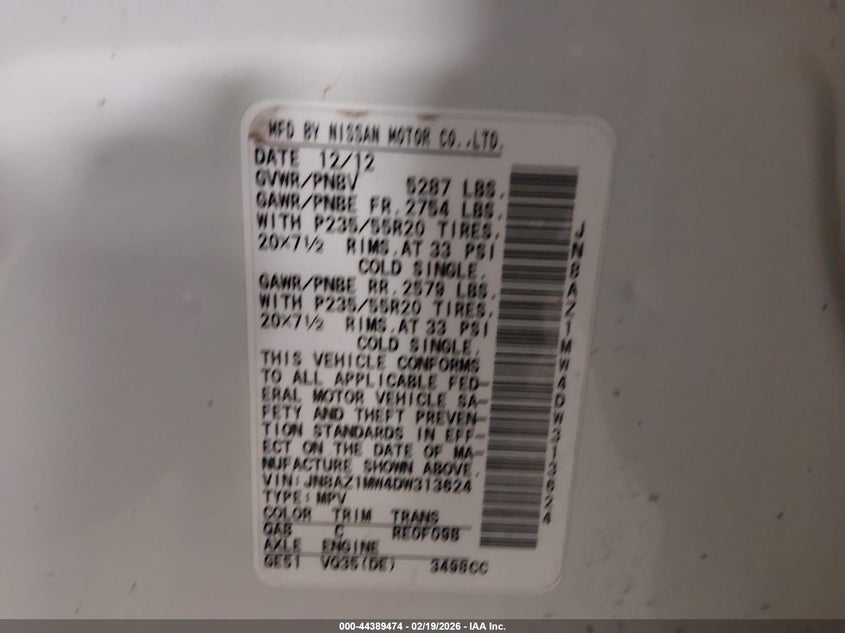 MFD BY NISSAN MOTOR CO.,LTD.
DATE 12/12
GVWR/PNBV 5287 LBS.
GAWR/PNBE FR. 2754 LBS.
WITH P235/55R20 TIRES,
20×7½ RIMS.AT 33 PSI
COLD SINGLE.
GAWR/PNBE RR. 2579 LBS.
WITH P235/55R20 TIRES,
20×7½ RIMS.AT 33 PSI
COLD SINGLE.
THIS VEHICLE CONFORMS
TO ALL APPLICABLE FED-
ERAL MOTOR VEHICLE SA-
FETY AND THEFT PREVEN-
TION STANDARDS IN EFF-
ECT ON THE DATE OF MA-
NUFACTURE SHOWN ABOVE.
VIN:JN8AZ1MW4DW313624
TYPE:MPV
COLOR TRIM TRANS
QAB C RE0F09B
AXLE ENGINE
GE51 VQ35(DE) 3498CC
JN8AZ1MW4DW313624
000-44389474 | 02/19/2026 - IAA Inc.